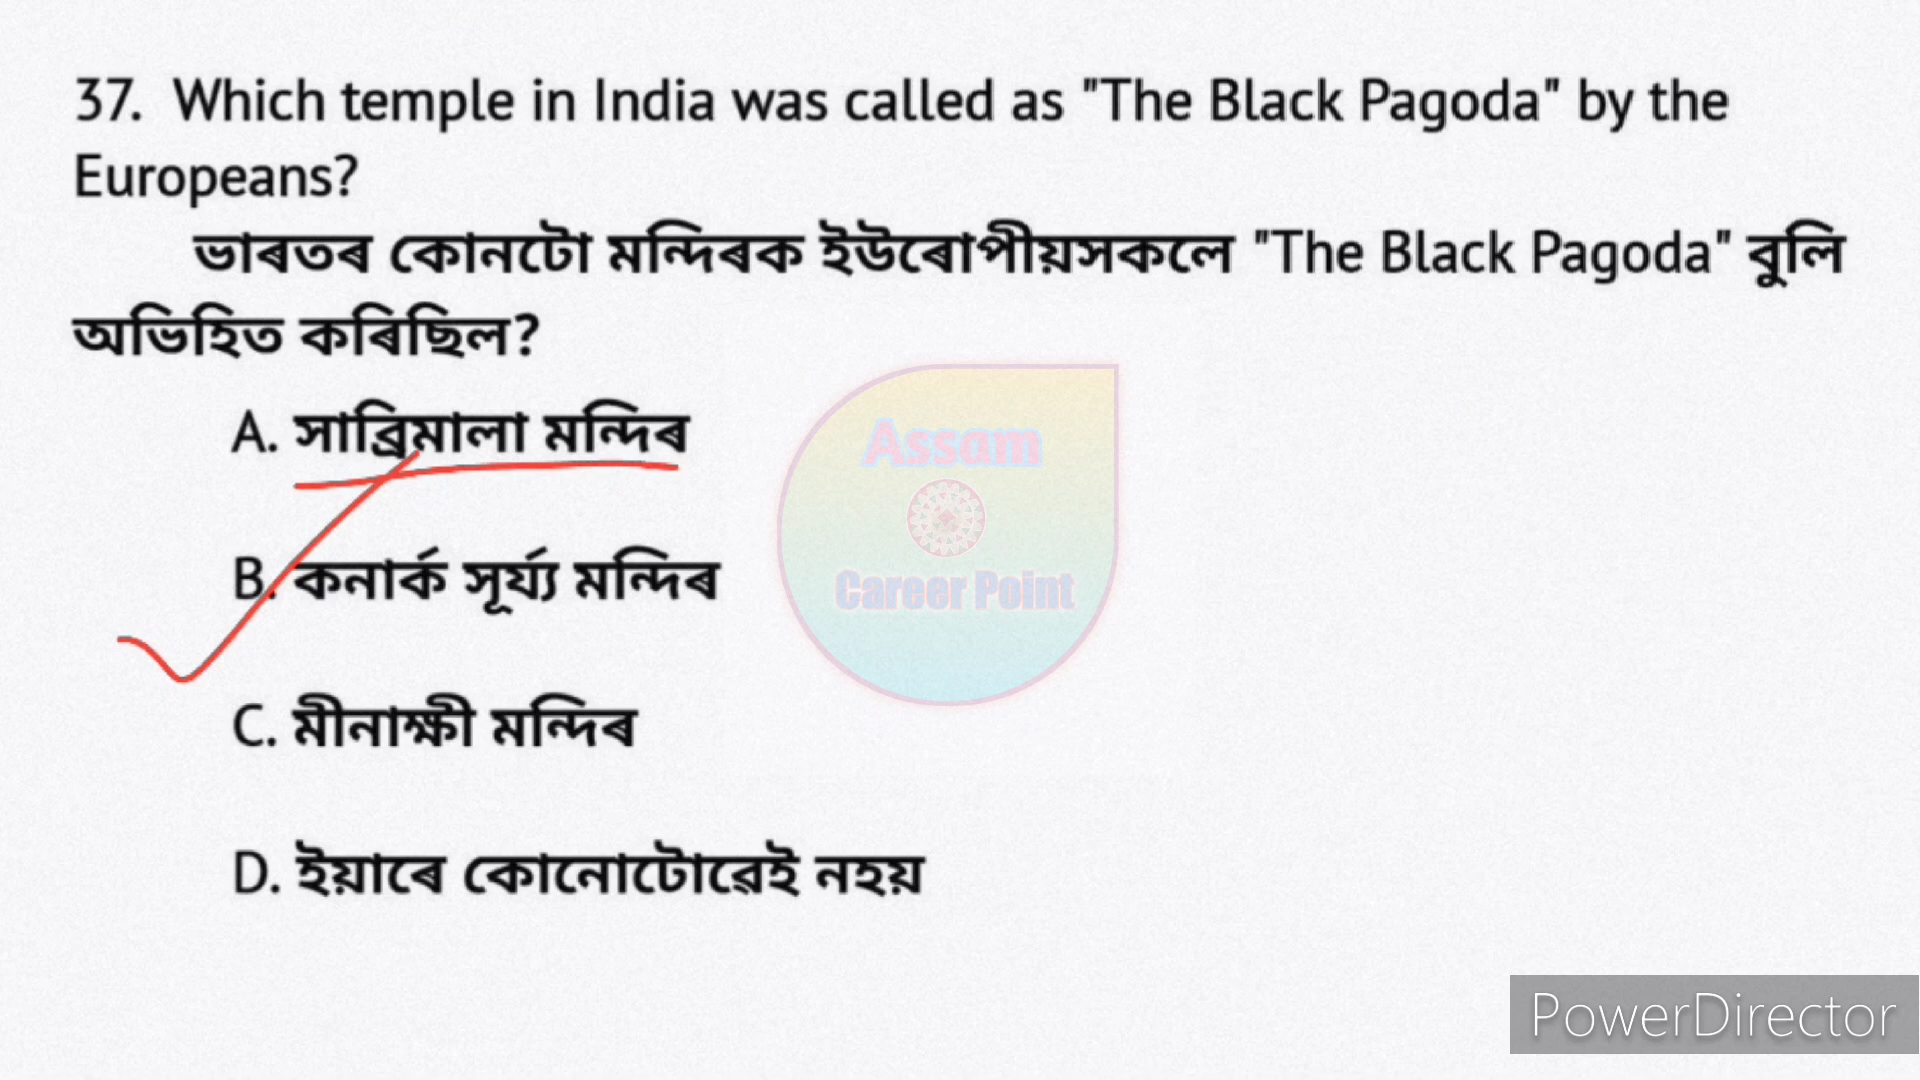 37. Which temple in India was called as "The Black Pagoda" by the
Europeans?
ভাৰতৰ কোনটো মন্দিৰক ইউৰোপীয়সকলে "The Black Pagoda" বুলি
অভিহিত কৰিছিল?
A. সাব্ৰিমালা মন্দিৰ
B. কনাৰ্ক সূৰ্য্য মন্দিৰ
C. মীনাক্ষী মন্দিৰ
D. ইয়াৰে কোনোটোৱেই নহয়
Assam
Career Point
PowerDirector